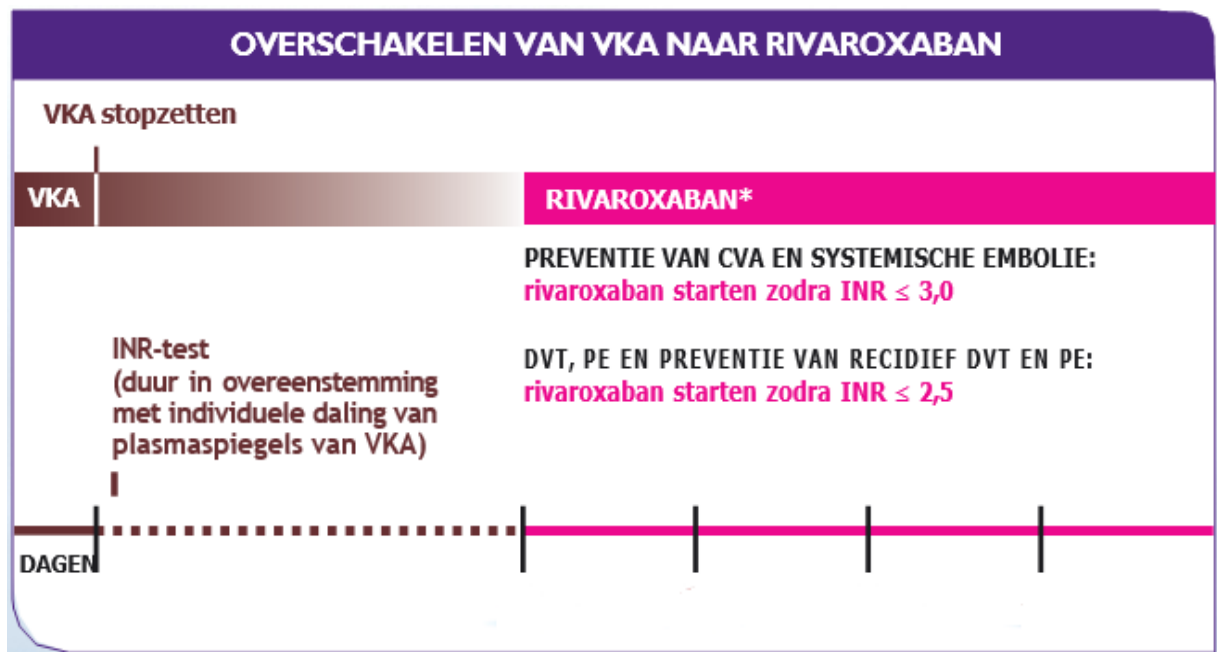 OVERSCHAKELEN VAN VKA NAAR RIVAROXABAN
VKA stopzetten
VKA
RIVAROXABAN*
PREVENTIE VAN CVA EN SYSTEMISCHE EMBOLIE:
rivaroxaban starten zodra INR ≤ 3,0
INR-test
(duur in overeenstemming
met individuele daling van
plasmaspiegels van VKA)
DVT, PE EN PREVENTIE VAN RECIDIEF DVT EN PE:
rivaroxaban starten zodra INR ≤ 2,5
DAGEN